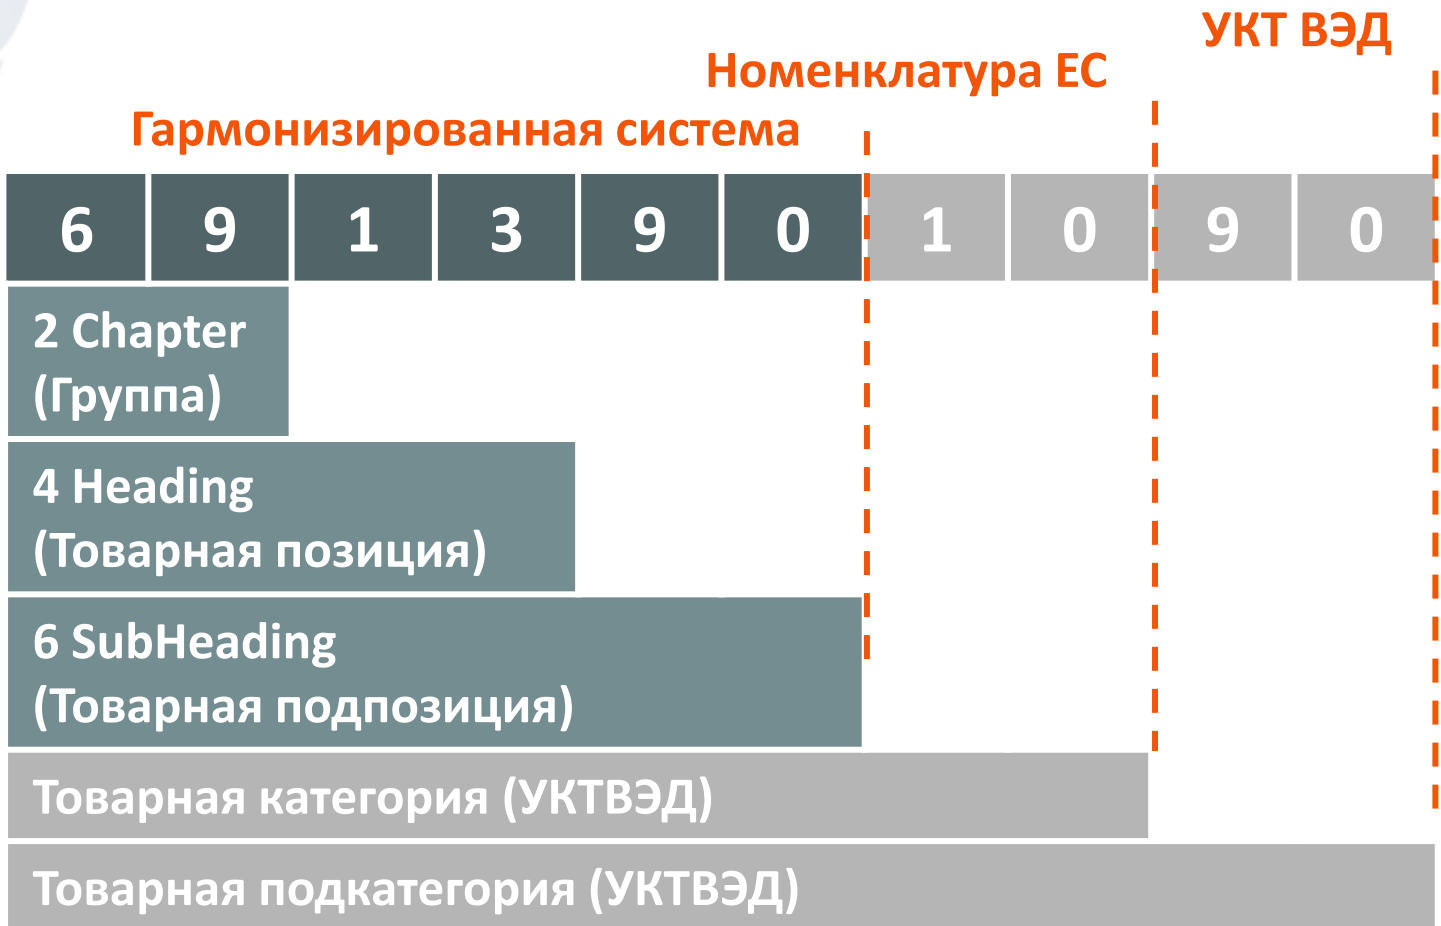 УКТ ВЭД
Номенклатура ЕС
Гармонизированная система
6 9 1 3 9 0 1 0 9 0
2 Chapter
(Группа)
4 Heading
(Товарная позиция)
6 SubHeading
(Товарная подпозиция)
Товарная категория (УКТВЭД)
Товарная подкатегория (УКТВЭД)